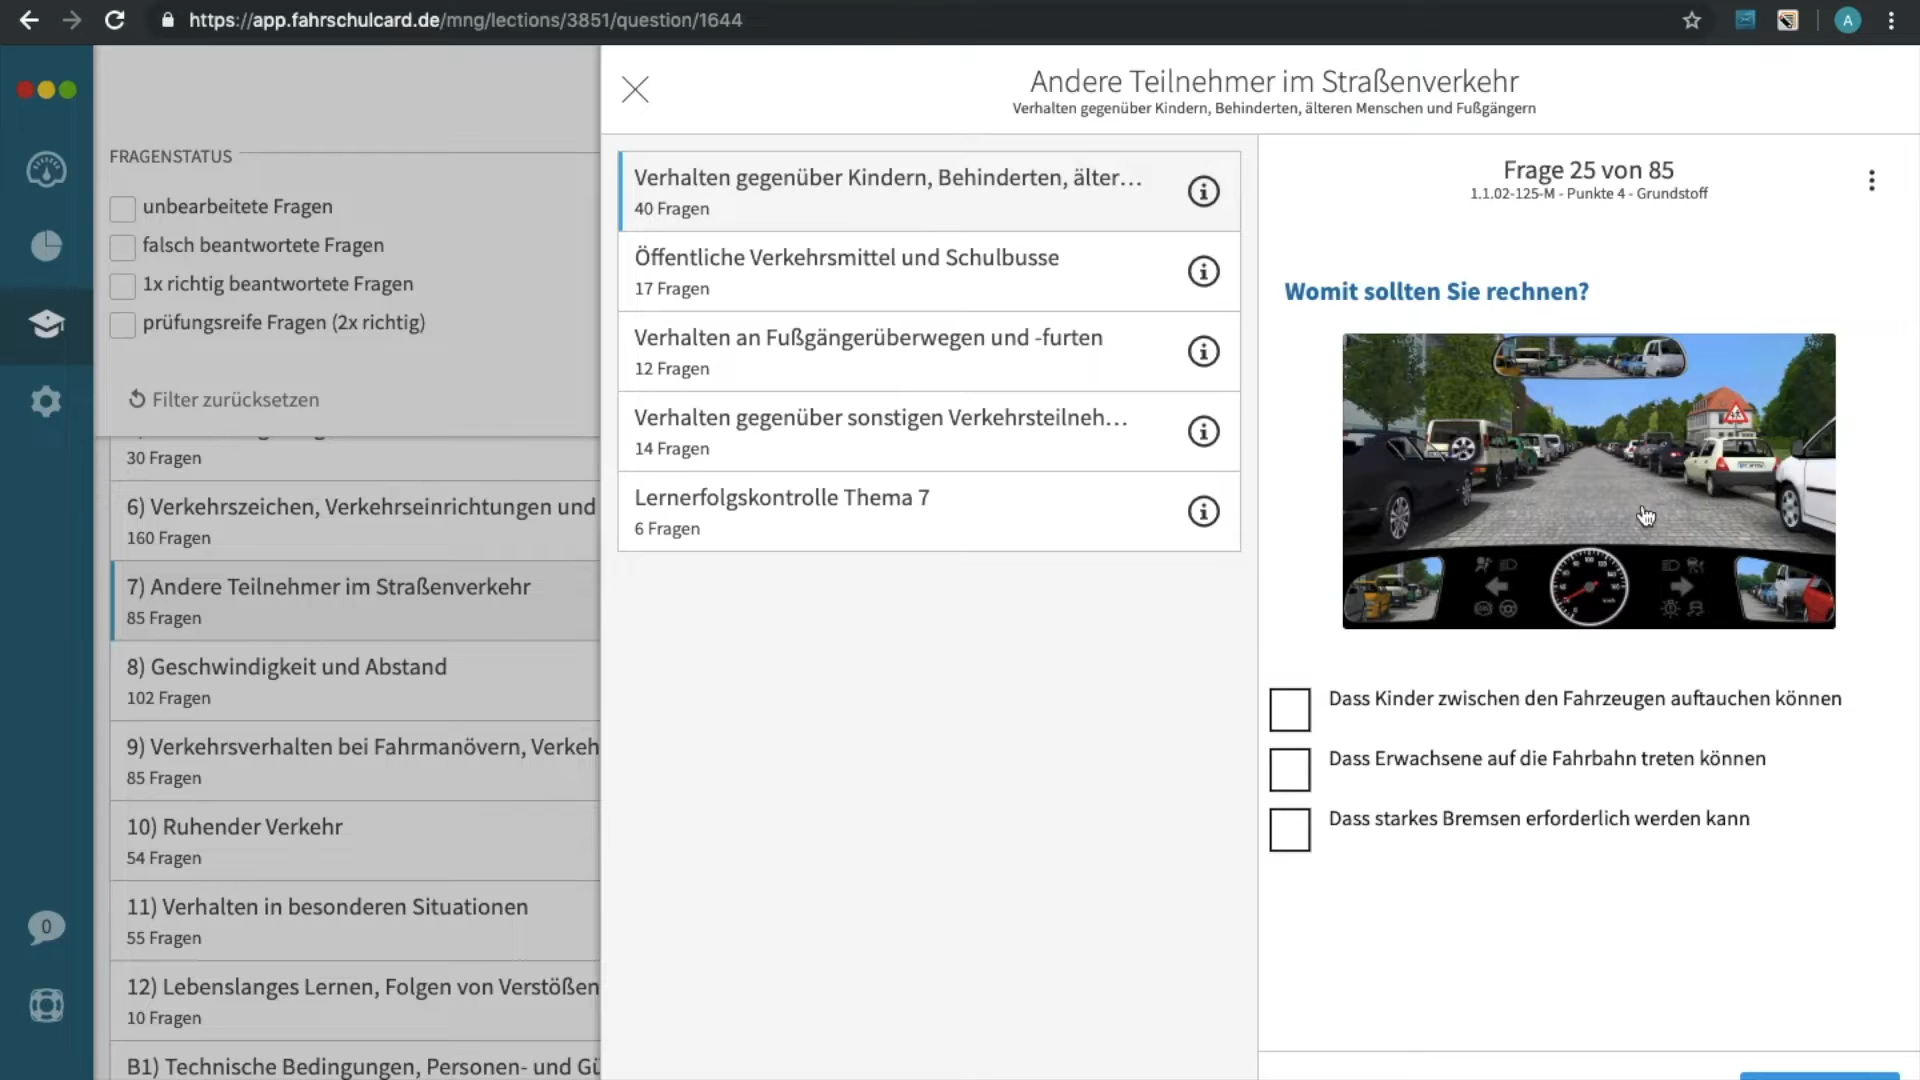 https://app.fahrschulcard.de/mng/lections/3851/question/1644
A
FRAGENSTATUS
unbearbeitete Fragen
falsch beantwortete Fragen
1x richtig beantwortete Fragen
prüfungsreife Fragen (2x richtig)
Filter zurücksetzen
30 Fragen
6) Verkehrszeichen, Verkehrseinrichtungen und
160 Fragen
7) Andere Teilnehmer im Straßenverkehr
85 Fragen
8) Geschwindigkeit und Abstand
102 Fragen
9) Verkehrsverhalten bei Fahrmanövern, Verkeh
85 Fragen
10) Ruhender Verkehr
54 Fragen
11) Verhalten in besonderen Situationen
55 Fragen
12) Lebenslanges Lernen, Folgen von Verstößen
10 Fragen
B1) Technische Bedingungen, Personen- und Gü
0
Andere Teilnehmer im Straßenverkehr
Verhalten gegenüber Kindern, Behinderten, älteren Menschen und Fußgängern
Verhalten gegenüber Kindern, Behinderten, älter...
40 Fragen
Öffentliche Verkehrsmittel und Schulbusse
17 Fragen
Verhalten an Fußgängerüberwegen und -furten
12 Fragen
Verhalten gegenüber sonstigen Verkehrsteilneh...
14 Fragen
Lernerfolgskontrolle Thema 7
6 Fragen
Frage 25 von 85
1.1.02-125-M - Punkte 4 - Grundstoff
Womit sollten Sie rechnen?
Dass Kinder zwischen den Fahrzeugen auftauchen können
Dass Erwachsene auf die Fahrbahn treten können
Dass starkes Bremsen erforderlich werden kann